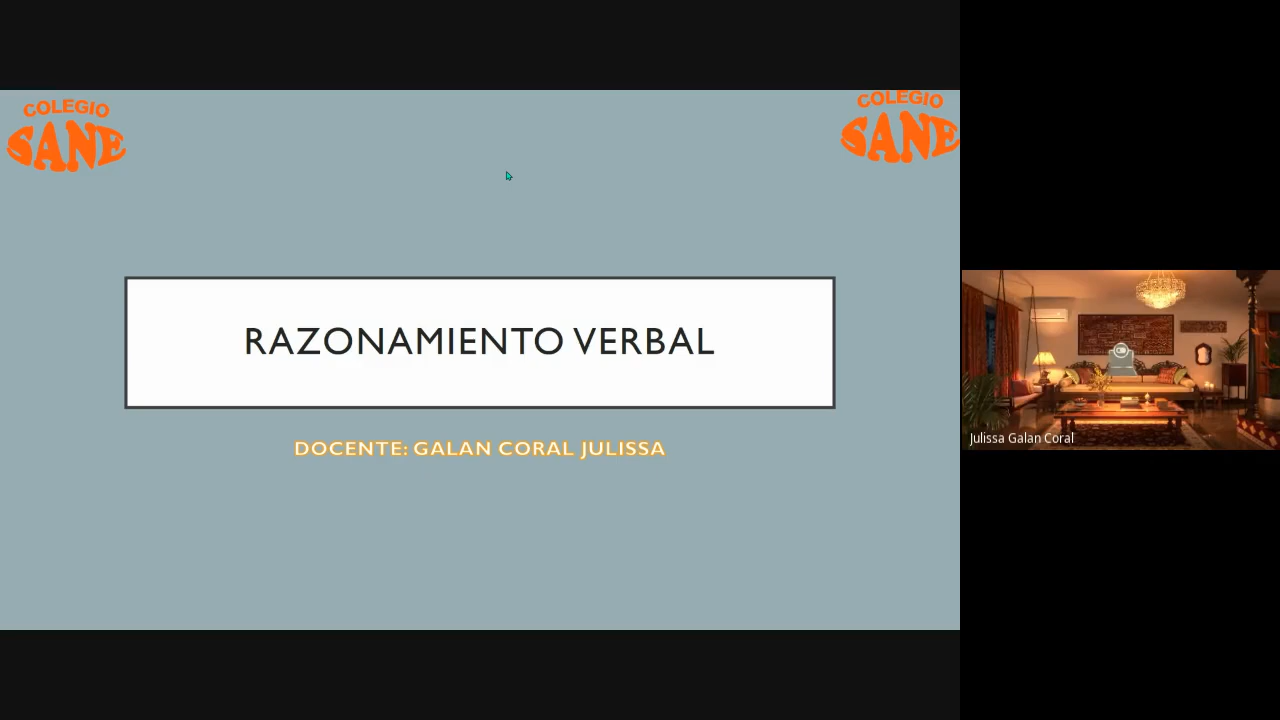 COLEGIO
SANE
COLEGIO
SANE
RAZONAMIENTO VERBAL
DOCENTE: GALAN CORAL JULISSA
Julissa Galan Coral